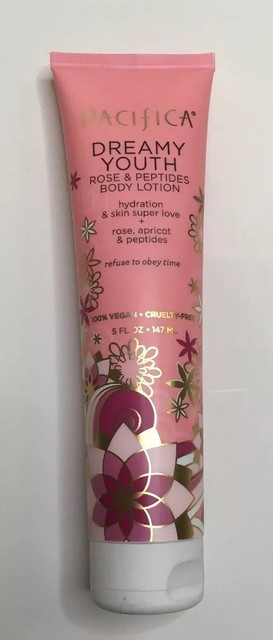 PACIFICA®
DREAMY
YOUTH
ROSE & PEPTIDES
BODY LOTION
hydration
& skin super love
+
rose, apricot
& peptides
refuse to obey time
100% VEGAN • CRUELTY-FREE
5 FL OZ • 147 ML